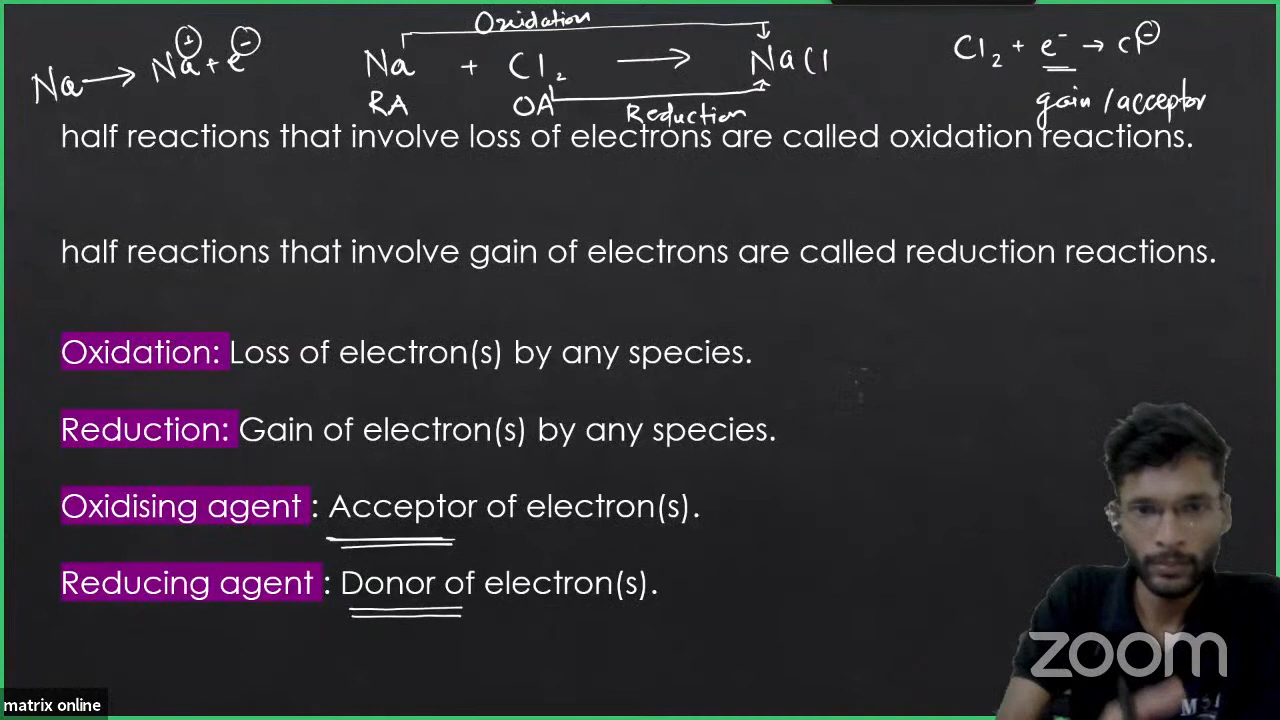 Oxidation
Na → Na⊕ + e⊖
Na + Cl₂ → NaCl
Cl₂ + e⁻ → Cl⊖
RA OA Reduction
gain / acceptor
half reactions that involve loss of electrons are called oxidation reactions.
half reactions that involve gain of electrons are called reduction reactions.
Oxidation: Loss of electron(s) by any species.
Reduction: Gain of electron(s) by any species.
Oxidising agent : Acceptor of electron(s).
Reducing agent : Donor of electron(s).
zoom
matrix online